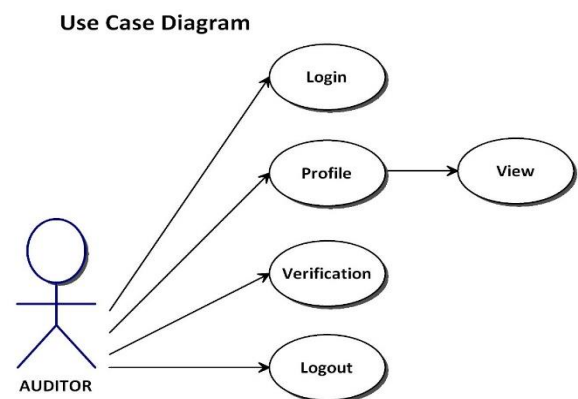 Use Case Diagram
Login
Profile
View
Verification
Logout
AUDITOR